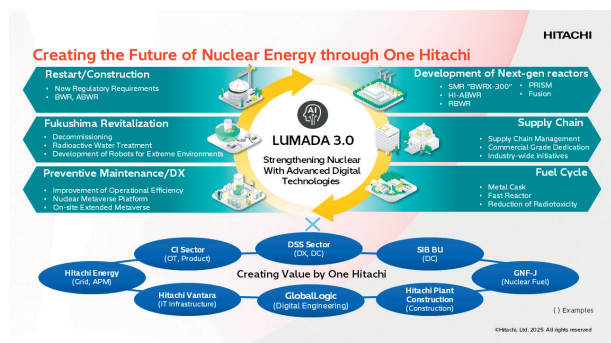 HITACHI
Creating the Future of Nuclear Energy through One Hitachi
Restart/Construction
• New Regulatory Requirements
• BWR, ABWR
Fukushima Revitalization
• Decommissioning
• Radioactive Water Treatment
• Development of Robots for Extreme Environments
Preventive Maintenance/DX
• Improvement of Operational Efficiency
• Nuclear Metaverse Platform
• On-site Extended Metaverse
AI
LUMADA 3.0
Strengthening Nuclear
With Advanced Digital
Technologies
Development of Next-gen reactors
• SMR "BWRX-300"
• HI-ABWR
• RBWR
• PRISM
• Fusion
Supply Chain
• Supply Chain Management
• Commercial Grade Dedication
• Industry-wide initiatives
Fuel Cycle
• Metal Cask
• Fast Reactor
• Reduction of Radiotoxicity
×
CI Sector
(OT, Product)
DSS Sector
(DX, DC)
SIB BU
(DC)
Hitachi Energy
(Grid, APM)
Creating Value by One Hitachi
GNF-J
(Nuclear Fuel)
Hitachi Vantara
(IT Infrastructure)
GlobalLogic
(Digital Engineering)
Hitachi Plant
Construction
(Construction)
( ) Examples
©Hitachi, Ltd. 2025. All rights reserved